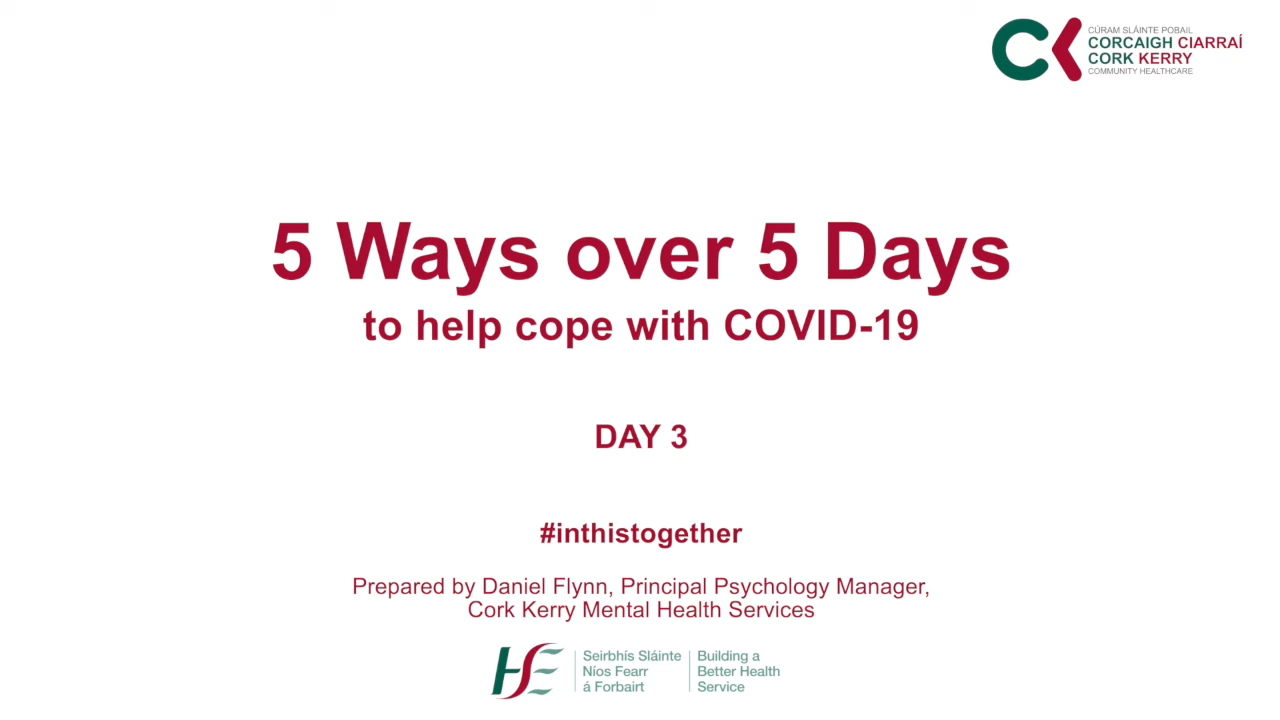 CÚRAM SLÁINTE POBAIL
CORCAIGH CIARRAÍ
CORK KERRY
COMMUNITY HEALTHCARE
5 Ways over 5 Days
to help cope with COVID-19
DAY 3
#inthistogether
Prepared by Daniel Flynn, Principal Psychology Manager,
Cork Kerry Mental Health Services
HSE
Seirbhís Sláinte
Níos Fearr
á Forbairt
Building a
Better Health
Service